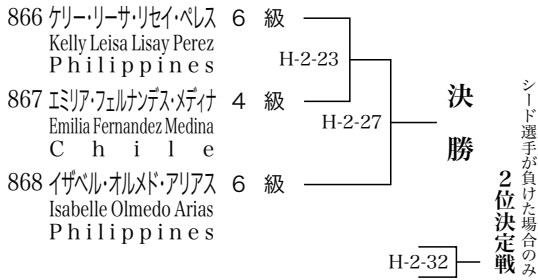 866 ケリー・リーサ・リセイ・ペレス 6 級
Kelly Leisa Lisay Perez
Philippines
H-2-23
867 エミリア・フェルナンデス・メディナ 4 級
Emilia Fernandez Medina
Chile
H-2-27
決勝
868 イザベル・オルメド・アリアス 6 級
Isabelle Olmedo Arias
Philippines
シード選手が負けた場合のみ
2位決定戦
H-2-32